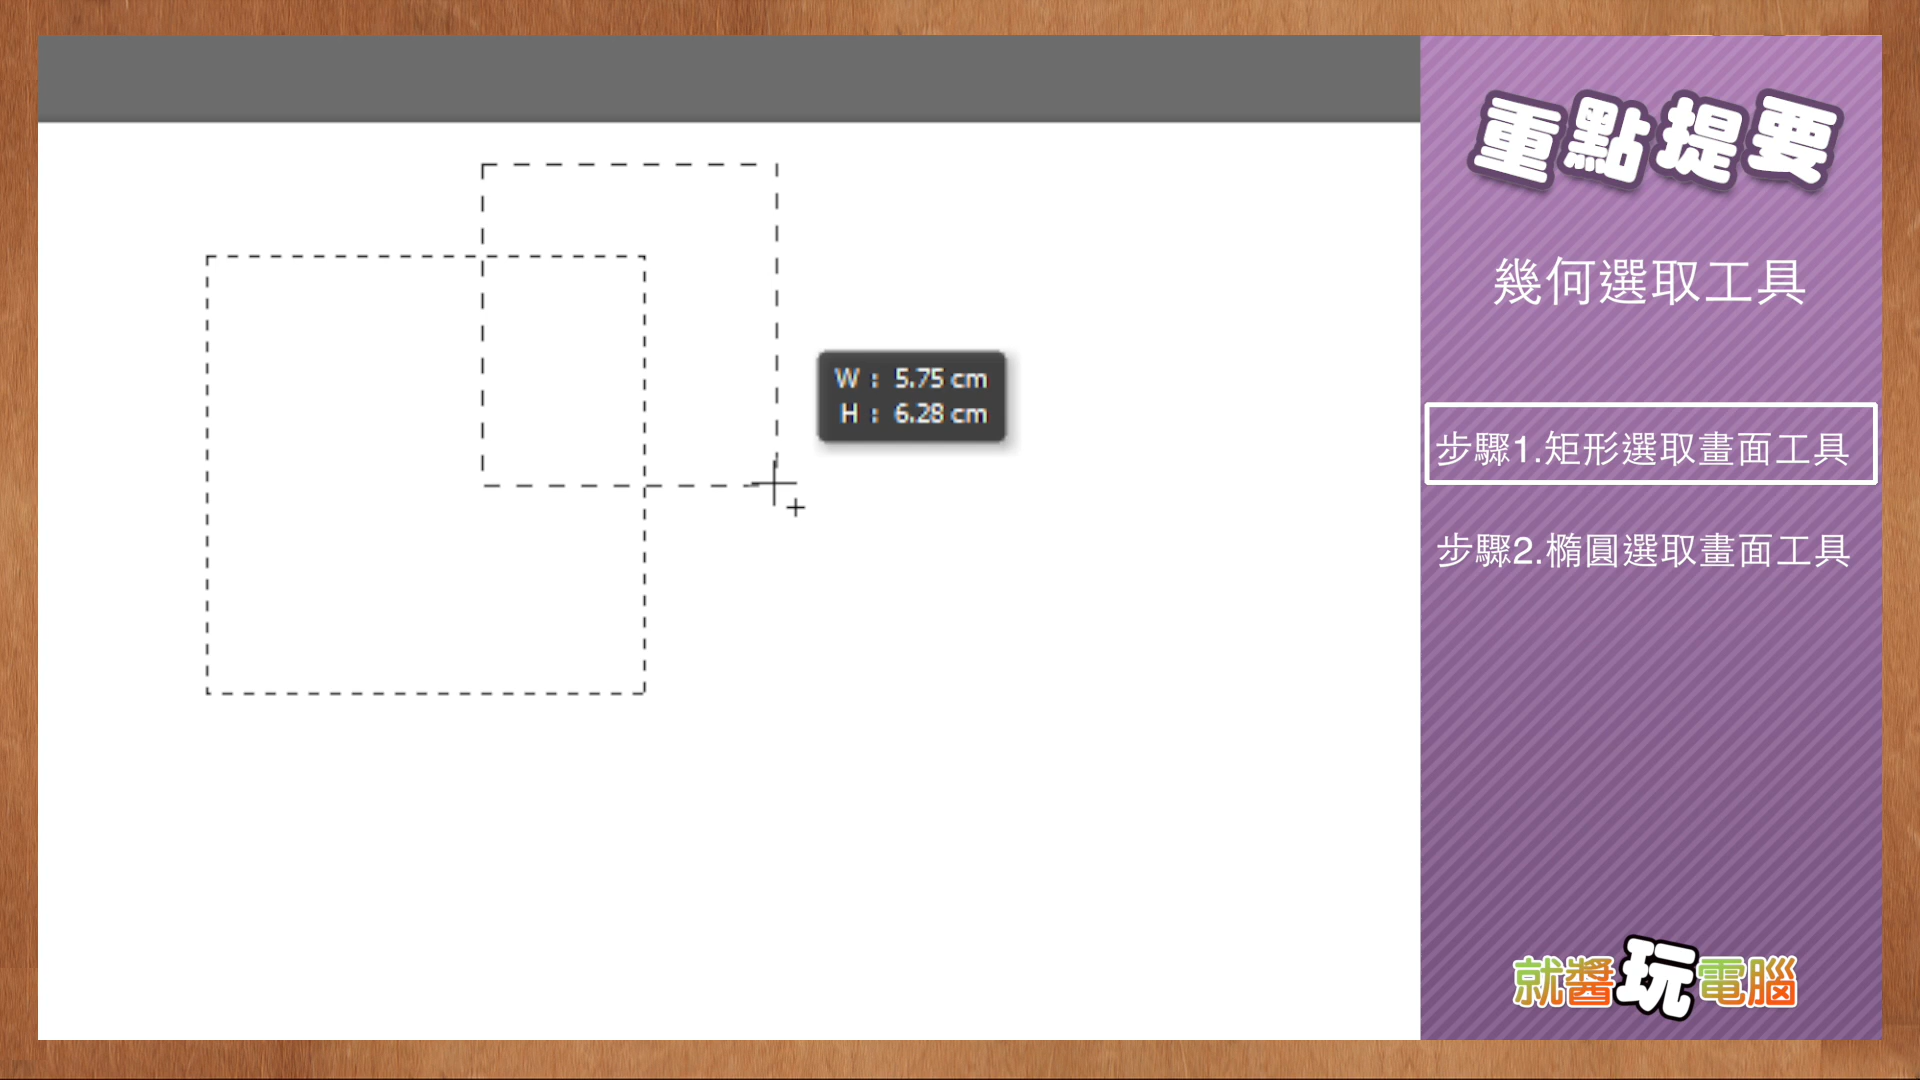 重點提要
幾何選取工具
W : 5.75 cm
H : 6.28 cm
步驟1.矩形選取畫面工具
步驟2.橢圓選取畫面工具
就醬玩電腦